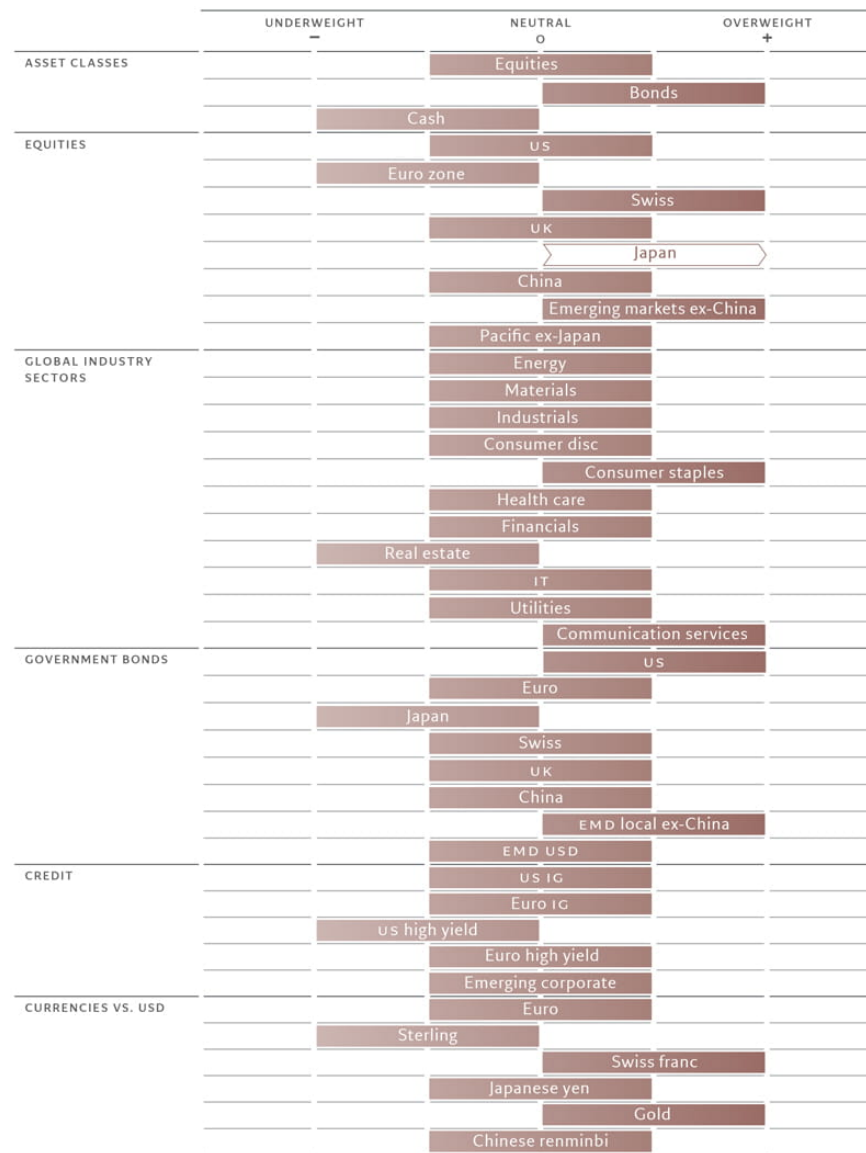 UNDERWEIGHT NEUTRAL OVERWEIGHT
– O +
ASSET CLASSES Equities
Bonds
Cash
EQUITIES US
Euro zone
Swiss
UK
Japan
China
Emerging markets ex-China
Pacific ex-Japan
GLOBAL INDUSTRY Energy
SECTORS
Materials
Industrials
Consumer disc
Consumer staples
Health care
Financials
Real estate
IT
Utilities
Communication services
GOVERNMENT BONDS US
Euro
Japan
Swiss
UK
China
EMD local ex-China
EMD USD
CREDIT US IG
Euro IG
US high yield
Euro high yield
Emerging corporate
CURRENCIES VS. USD Euro
Sterling
Swiss franc
Japanese yen
Gold
Chinese renminbi